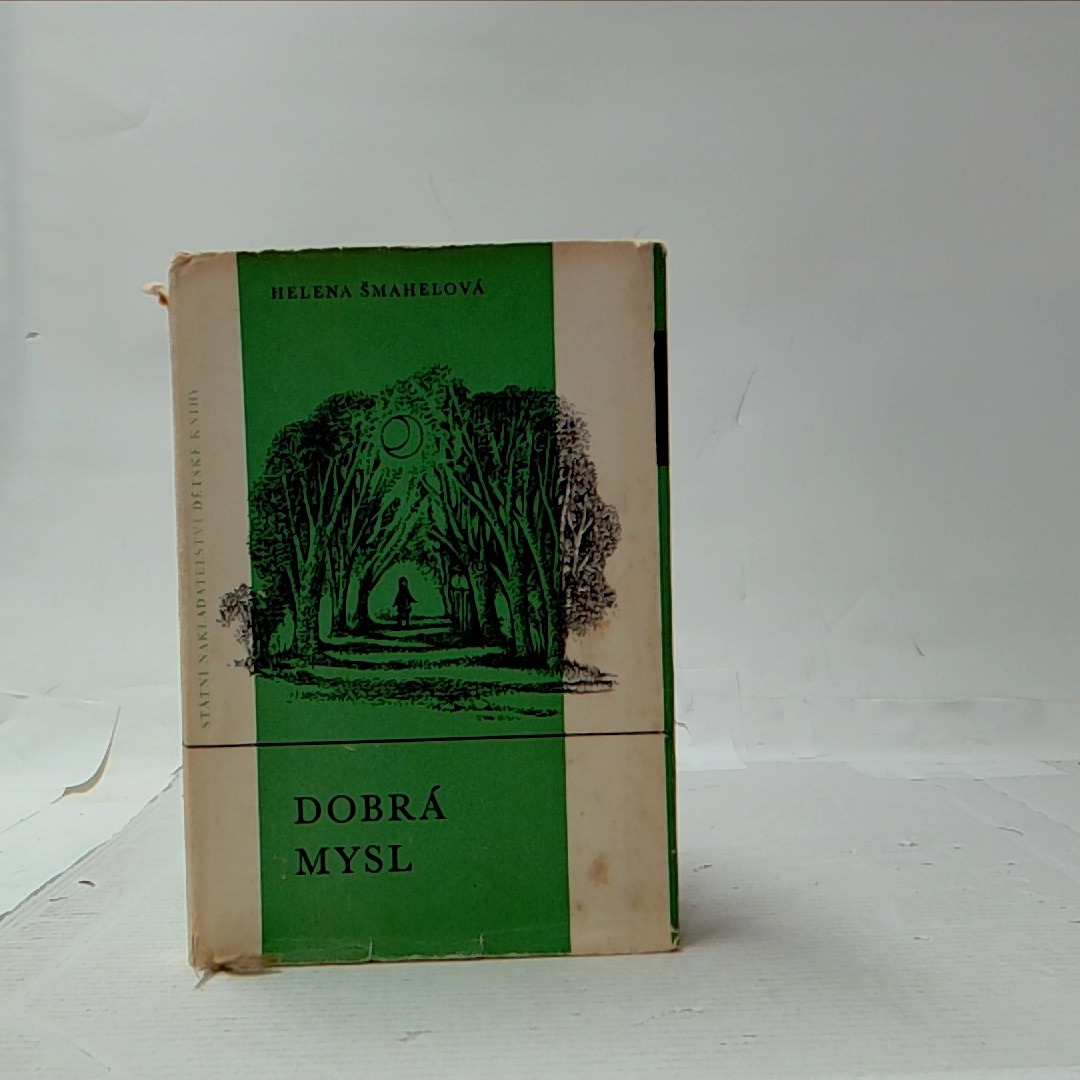 HELENA ŠMAHELOVÁ
STÁTNÍ NAKLADATELSTVÍ DĚTSKÉ KNIHY
DOBRÁ
MYSL